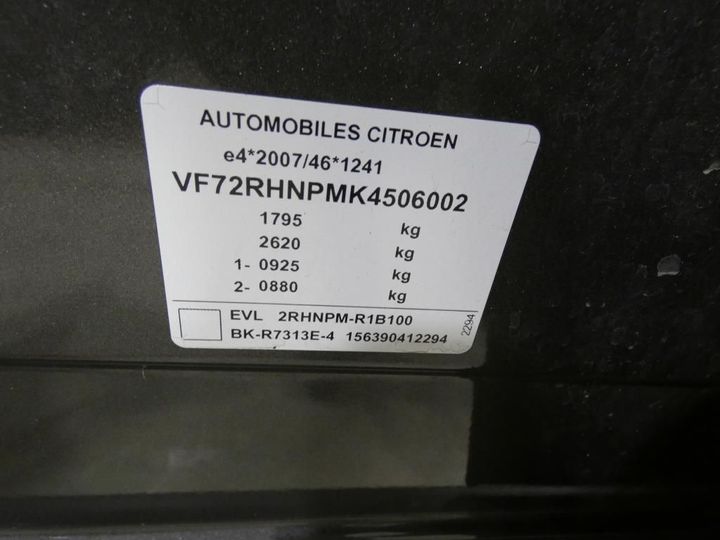 AUTOMOBILES CITROEN
e4*2007/46*1241
VF72RHNPMK4506002
1795 kg
2620 kg
1- 0925 kg
2- 0880 kg
EVL 2RHNPM-R1B100
BK-R7313E-4 156390412294
2294